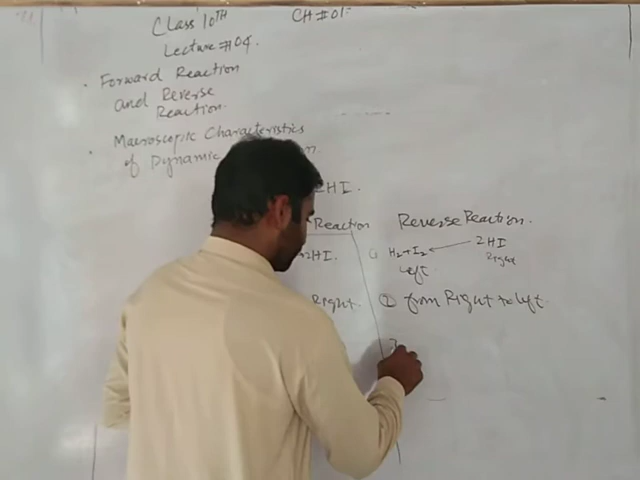 Class 10TH CH # 01:-
Lecture # 04.
• Forward Reaction
and Reverse
Reaction.
• Macroscopic Characteristics
of Dynamic
2HI.
Reaction Reverse Reaction.
2HI. H₂+I₂ ← 2HI
Left Right
Right. ② from Right to left.